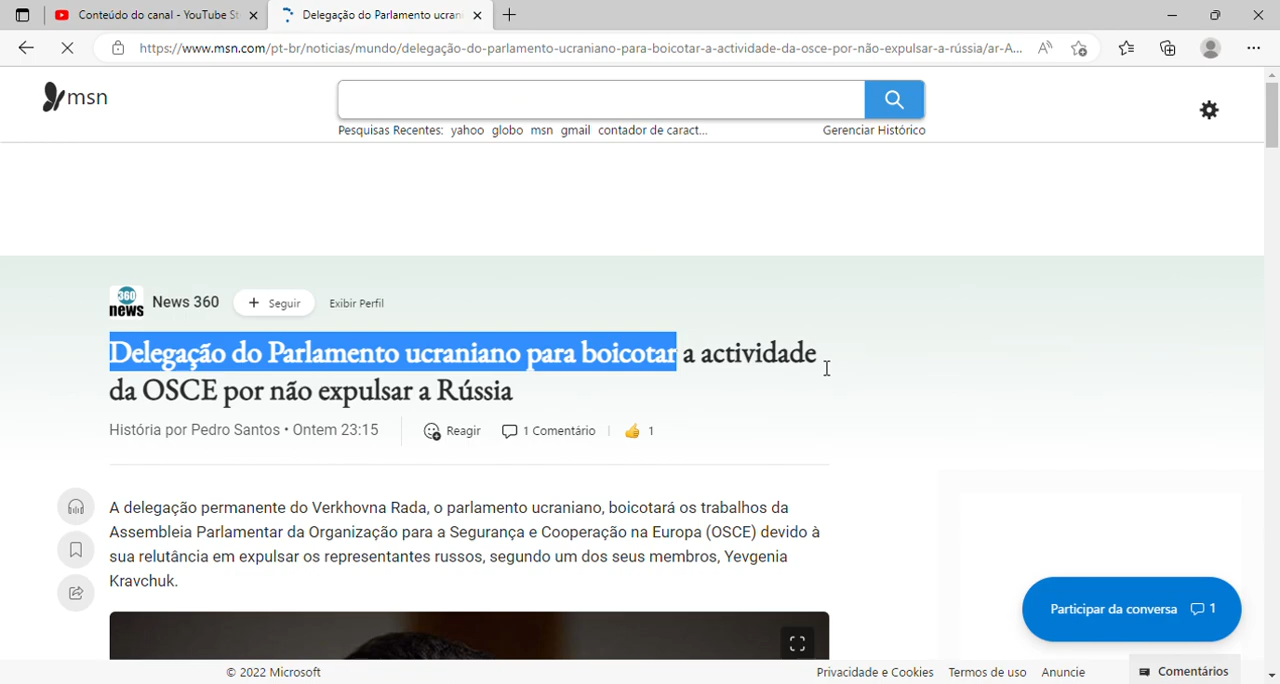 Conteúdo do canal - YouTube St
Delegação do Parlamento ucrani
https://www.msn.com/pt-br/noticias/mundo/delegação-do-parlamento-ucraniano-para-boicotar-a-actividade-da-osce-por-não-expulsar-a-rússia/ar-A...
msn
Pesquisas Recentes: yahoo globo msn gmail contador de caract... Gerenciar Histórico
360 news News 360 + Seguir Exibir Perfil
Delegação do Parlamento ucraniano para boicotar a actividade
da OSCE por não expulsar a Rússia
História por Pedro Santos • Ontem 23:15 Reagir 1 Comentário 1
A delegação permanente do Verkhovna Rada, o parlamento ucraniano, boicotará os trabalhos da
Assembleia Parlamentar da Organização para a Segurança e Cooperação na Europa (OSCE) devido à
sua relutância em expulsar os representantes russos, segundo um dos seus membros, Yevgenia
Kravchuk.
Participar da conversa 1
© 2022 Microsoft Privacidade e Cookies Termos de uso Anuncie Comentários